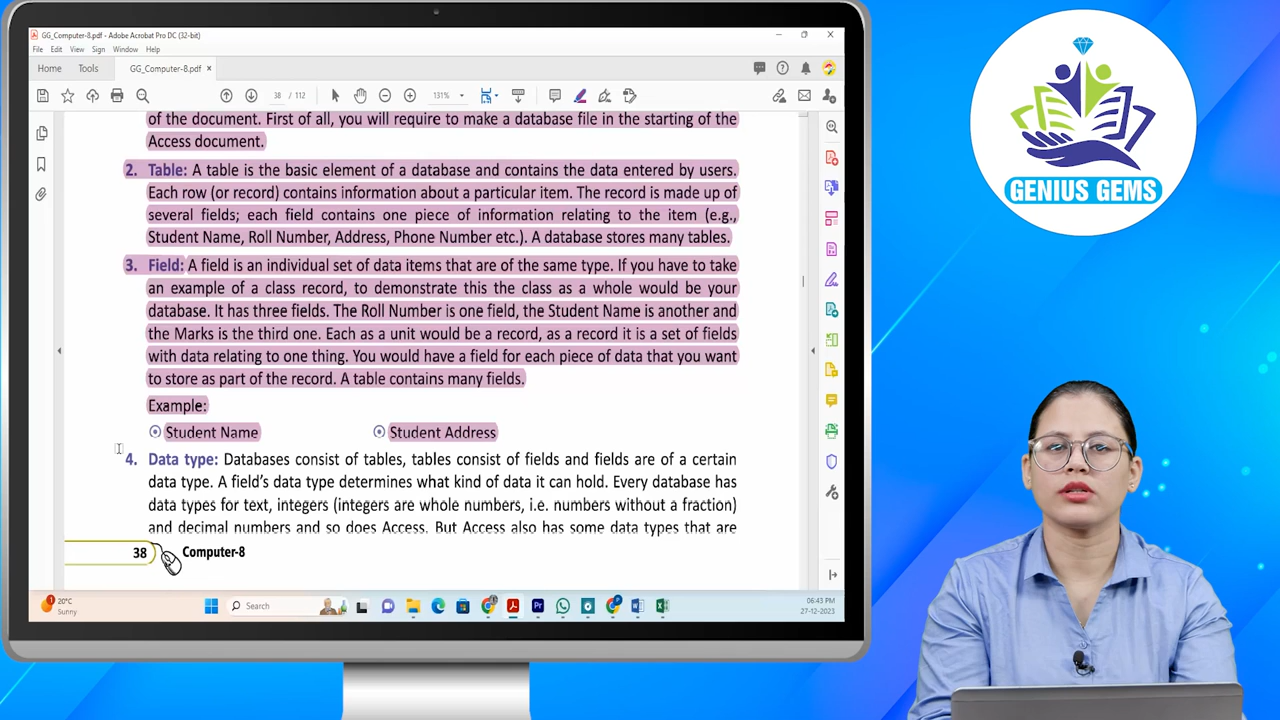 GG_Computer-8.pdf - Adobe Acrobat Pro DC (32-bit)
File Edit View Sign Window Help
Home Tools GG_Computer-8.pdf ×
38 / 112 131%
of the document. First of all, you will require to make a database file in the starting of the
Access document.
2. Table: A table is the basic element of a database and contains the data entered by users.
Each row (or record) contains information about a particular item. The record is made up of
several fields; each field contains one piece of information relating to the item (e.g.,
Student Name, Roll Number, Address, Phone Number etc.). A database stores many tables.
3. Field: A field is an individual set of data items that are of the same type. If you have to take
an example of a class record, to demonstrate this the class as a whole would be your
database. It has three fields. The Roll Number is one field, the Student Name is another and
the Marks is the third one. Each as a unit would be a record, as a record it is a set of fields
with data relating to one thing. You would have a field for each piece of data that you want
to store as part of the record. A table contains many fields.
Example:
Student Name Student Address
4. Data type: Databases consist of tables, tables consist of fields and fields are of a certain
data type. A field's data type determines what kind of data it can hold. Every database has
data types for text, integers (integers are whole numbers, i.e. numbers without a fraction)
and decimal numbers and so does Access. But Access also has some data types that are
38 Computer-8
20°C
Sunny
Search
06:43 PM
27-12-2023
GENIUS GEMS